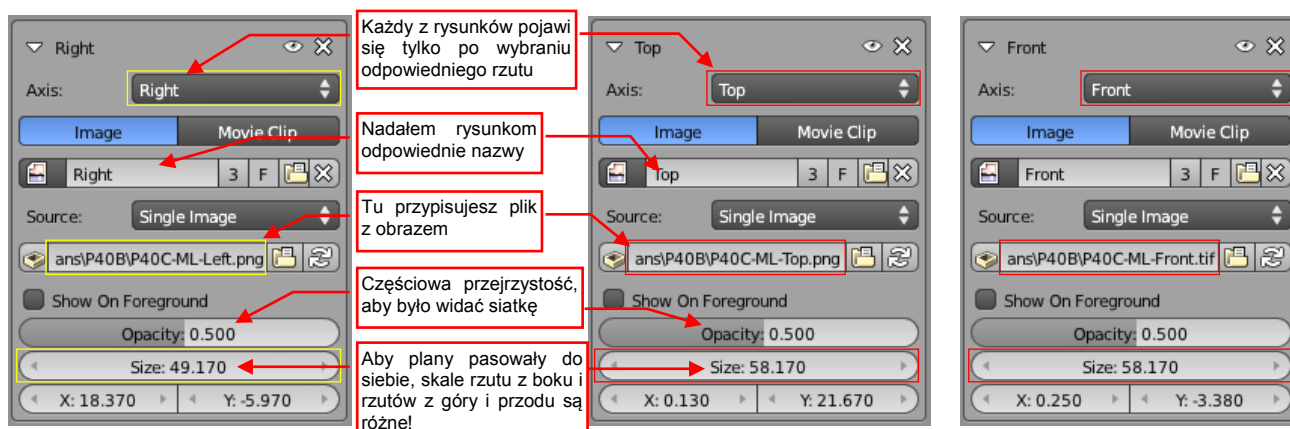 Right
Axis:
Right
Image
Movie Clip
Right
3
F
Source:
Single Image
ans\P40B\P40C-ML-Left.png
Show On Foreground
Opacity: 0.500
Size: 49.170
X: 18.370
Y: -5.970
Każdy z rysunków pojawi
się tylko po wybraniu
odpowiedniego rzutu
Nadałem rysunkom
odpowiednie nazwy
Tu przypisujesz plik
z obrazem
Częściowa przejrzystość,
aby było widać siatkę
Aby plany pasowały do
siebie, skale rzutu z boku i
rzutów z góry i przodu są
różne!
Top
Axis:
Top
Image
Movie Clip
Top
3
F
Source:
Single Image
ans\P40B\P40C-ML-Top.png
Show On Foreground
Opacity: 0.500
Size: 58.170
X: 0.130
Y: 21.670
Front
Axis:
Front
Image
Movie Clip
Front
3
F
Source:
Single Image
ans\P40B\P40C-ML-Front.tif
Show On Foreground
Opacity: 0.500
Size: 58.170
X: 0.250
Y: -3.380